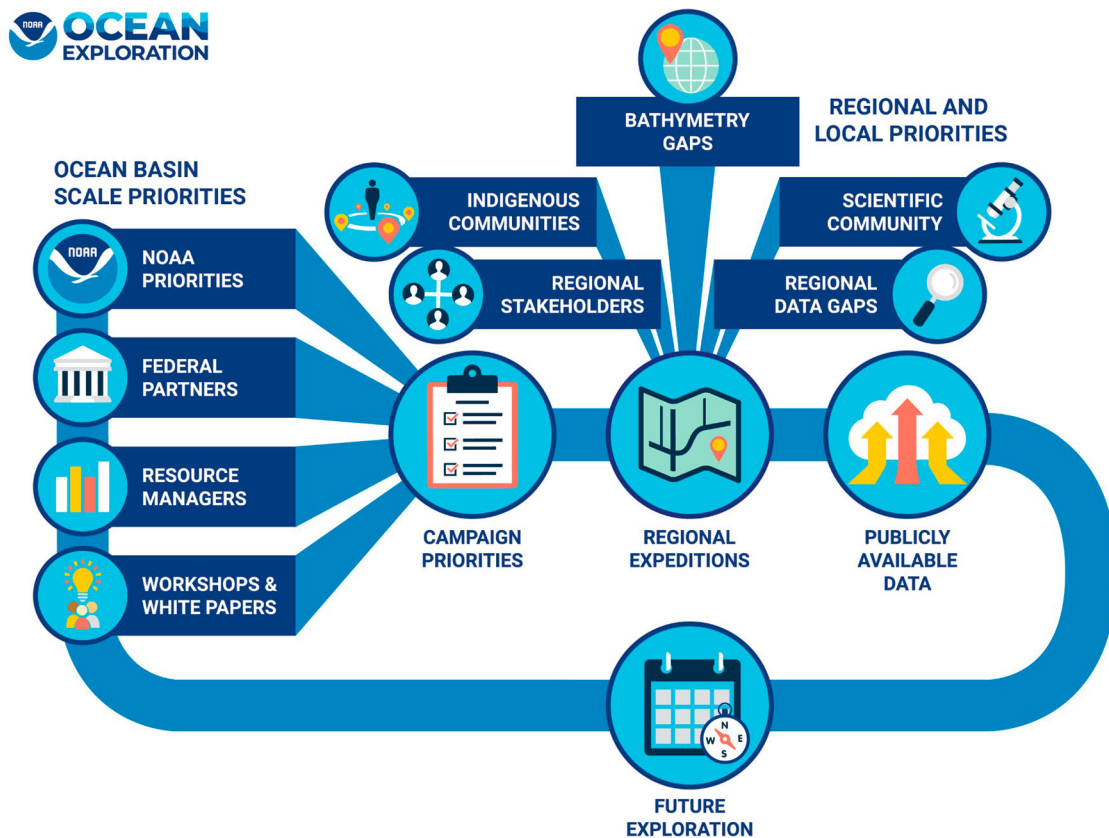 NOAA
OCEAN
EXPLORATION
OCEAN BASIN
SCALE PRIORITIES
NOAA
NOAA
PRIORITIES
FEDERAL
PARTNERS
RESOURCE
MANAGERS
WORKSHOPS &
WHITE PAPERS
REGIONAL AND
LOCAL PRIORITIES
BATHYMETRY
GAPS
INDIGENOUS
COMMUNITIES
SCIENTIFIC
COMMUNITY
REGIONAL
STAKEHOLDERS
REGIONAL
DATA GAPS
CAMPAIGN
PRIORITIES
REGIONAL
EXPEDITIONS
PUBLICLY
AVAILABLE
DATA
N
W E
S
FUTURE
EXPLORATION